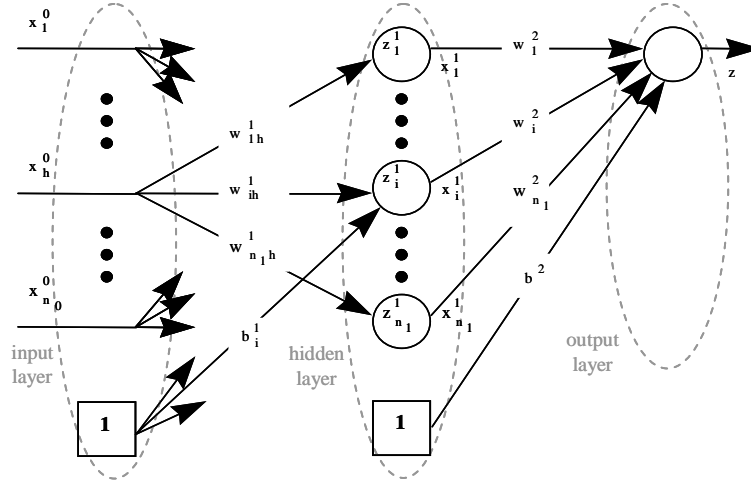 x_1^0
z_1^1
x_1^1
w_1^2
z
w_{1h}^1
w_i^2
x_h^0
w_{ih}^1
z_i^1
x_i^1
w_{n_1}^2
w_{n_1h}^1
x_{n_0}^0
b_i^1
z_{n_1}^1
x_{n_1}^1
b^2
input
layer
hidden
layer
output
layer
1
1